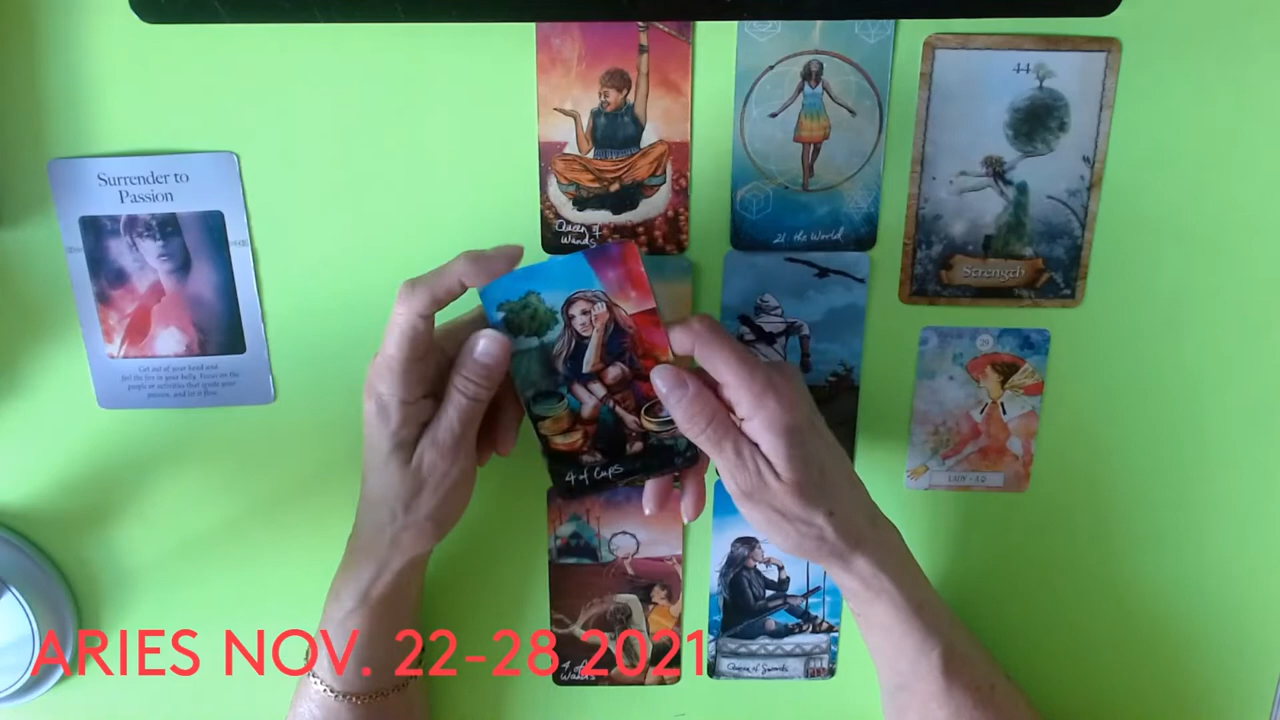 Surrender to
Passion
Get out of your head and
feel the fire in your belly. Focus on the
people or activities that ignite your
passion, and let it flow.
Queen of
Wands
21. the World
44
Strength
4 of Cups
29
LADY - A♤
4 of
Wands
Queen of Swords
ARIES NOV. 22-28 2021